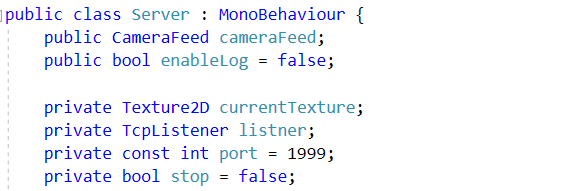 public class Server : MonoBehaviour {
public CameraFeed cameraFeed;
public bool enableLog = false;
private Texture2D currentTexture;
private TcpListener listner;
private const int port = 1999;
private bool stop = false;